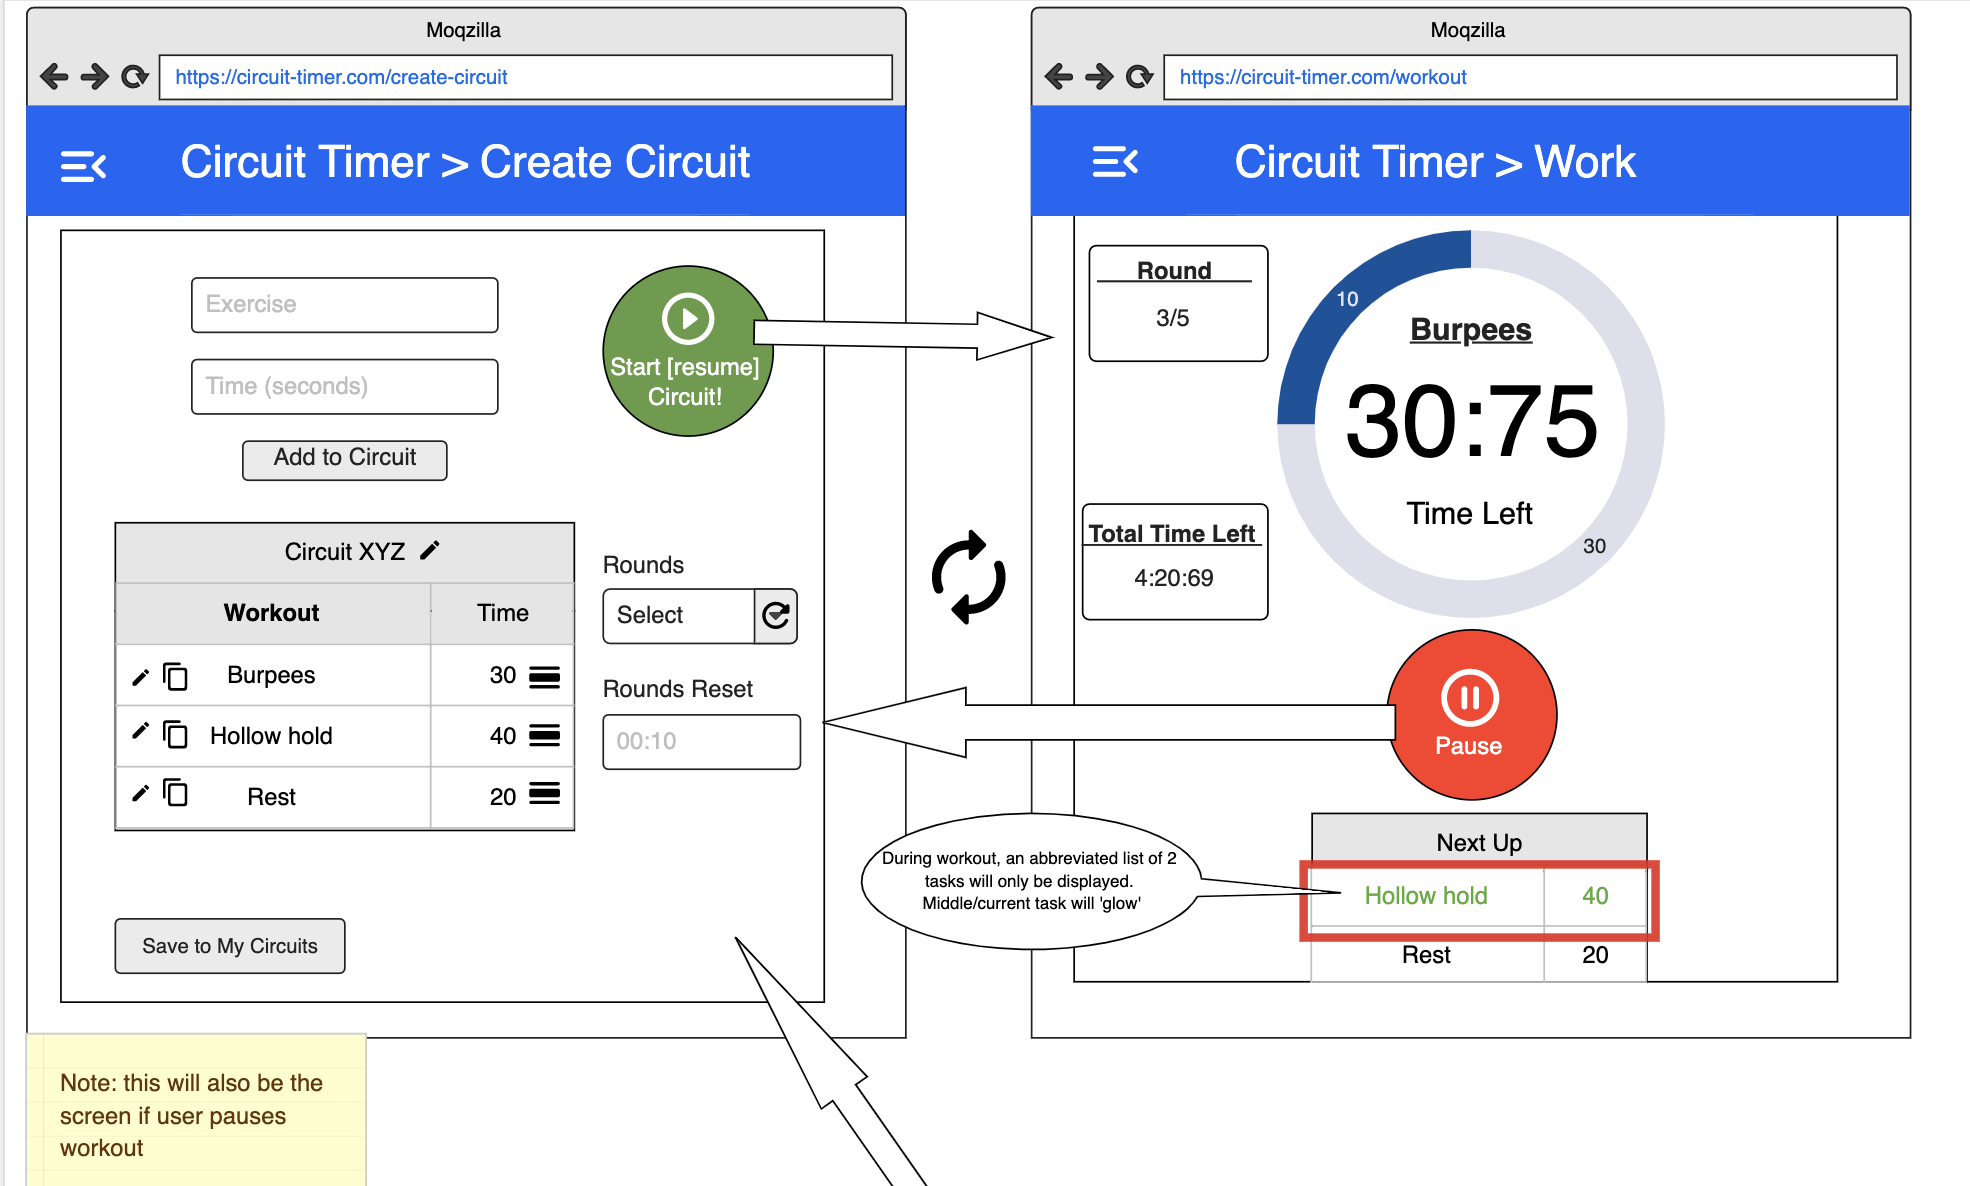 Moqzilla
https://circuit-timer.com/create-circuit
Circuit Timer > Create Circuit
Exercise
Time (seconds)
Add to Circuit
Start [resume]
Circuit!
Circuit XYZ
Workout Time
Burpees 30
Hollow hold 40
Rest 20
Rounds
Select
Rounds Reset
00:10
Save to My Circuits
Note: this will also be the
screen if user pauses
workout
Moqzilla
https://circuit-timer.com/workout
Circuit Timer > Work
Round
3/5
10
Burpees
30:75
Time Left
30
Total Time Left
4:20:69
Pause
During workout, an abbreviated list of 2
tasks will only be displayed.
Middle/current task will 'glow'
Next Up
Hollow hold 40
Rest 20